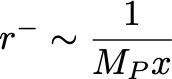 r^- \sim \frac{1}{M_P x}